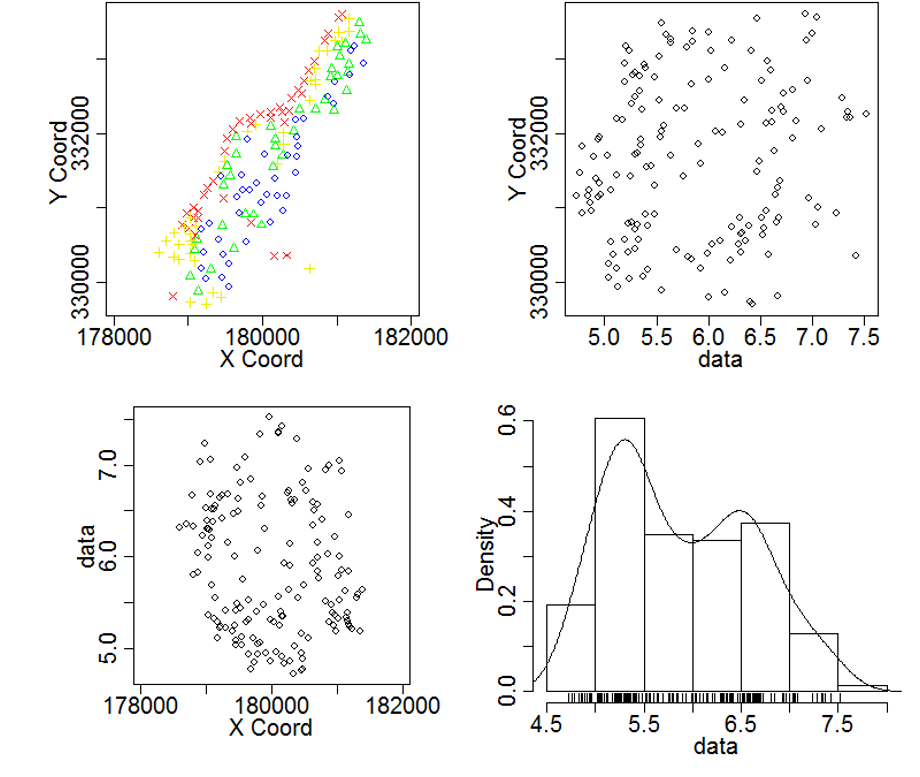 Y Coord
332000
330000
178000 180000 182000
X Coord
Y Coord
332000
330000
5.0 5.5 6.0 6.5 7.0 7.5
data
data
7.0
6.0
5.0
178000 180000 182000
X Coord
Density
0.6
0.4
0.2
0.0
4.5 5.5 6.5 7.5
data